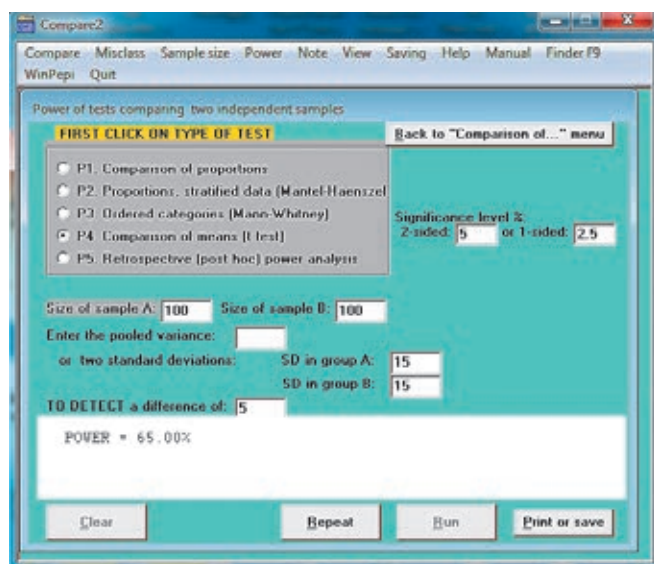 Compare2
Compare Misclass Sample size Power Note View Saving Help Manual Finder F9
WinPepi Quit
Power of tests comparing two independent samples
FIRST CLICK ON TYPE OF TEST
Back to "Comparison of..." menu
P1. Comparison of proportions
P2. Proportions, stratified data (Mantel-Haenszel
P3. Ordered categories (Mann-Whitney)
P4. Comparison of means (t test)
P5. Retrospective (post hoc) power analysis
Significance level %:
2-sided: 5 or 1-sided: 2.5
Size of sample A: 100 Size of sample B: 100
Enter the pooled variance:
or two standard deviations: SD in group A: 15
SD in group B: 15
TO DETECT a difference of: 5
POWER = 65.00%
Clear Repeat Run Print or save